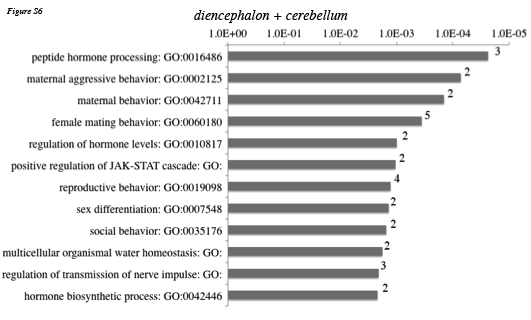 Figure S6
diencephalon + cerebellum
1.0E+00 1.0E-01 1.0E-02 1.0E-03 1.0E-04 1.0E-05
peptide hormone processing: GO:0016486 3
maternal aggressive behavior: GO:0002125 2
maternal behavior: GO:0042711 2
female mating behavior: GO:0060180 5
regulation of hormone levels: GO:0010817 2
positive regulation of JAK-STAT cascade: GO: 2
reproductive behavior: GO:0019098 4
sex differentiation: GO:0007548 2
social behavior: GO:0035176 2
multicellular organismal water homeostasis: GO: 2
regulation of transmission of nerve impulse: GO: 3
hormone biosynthetic process: GO:0042446 2